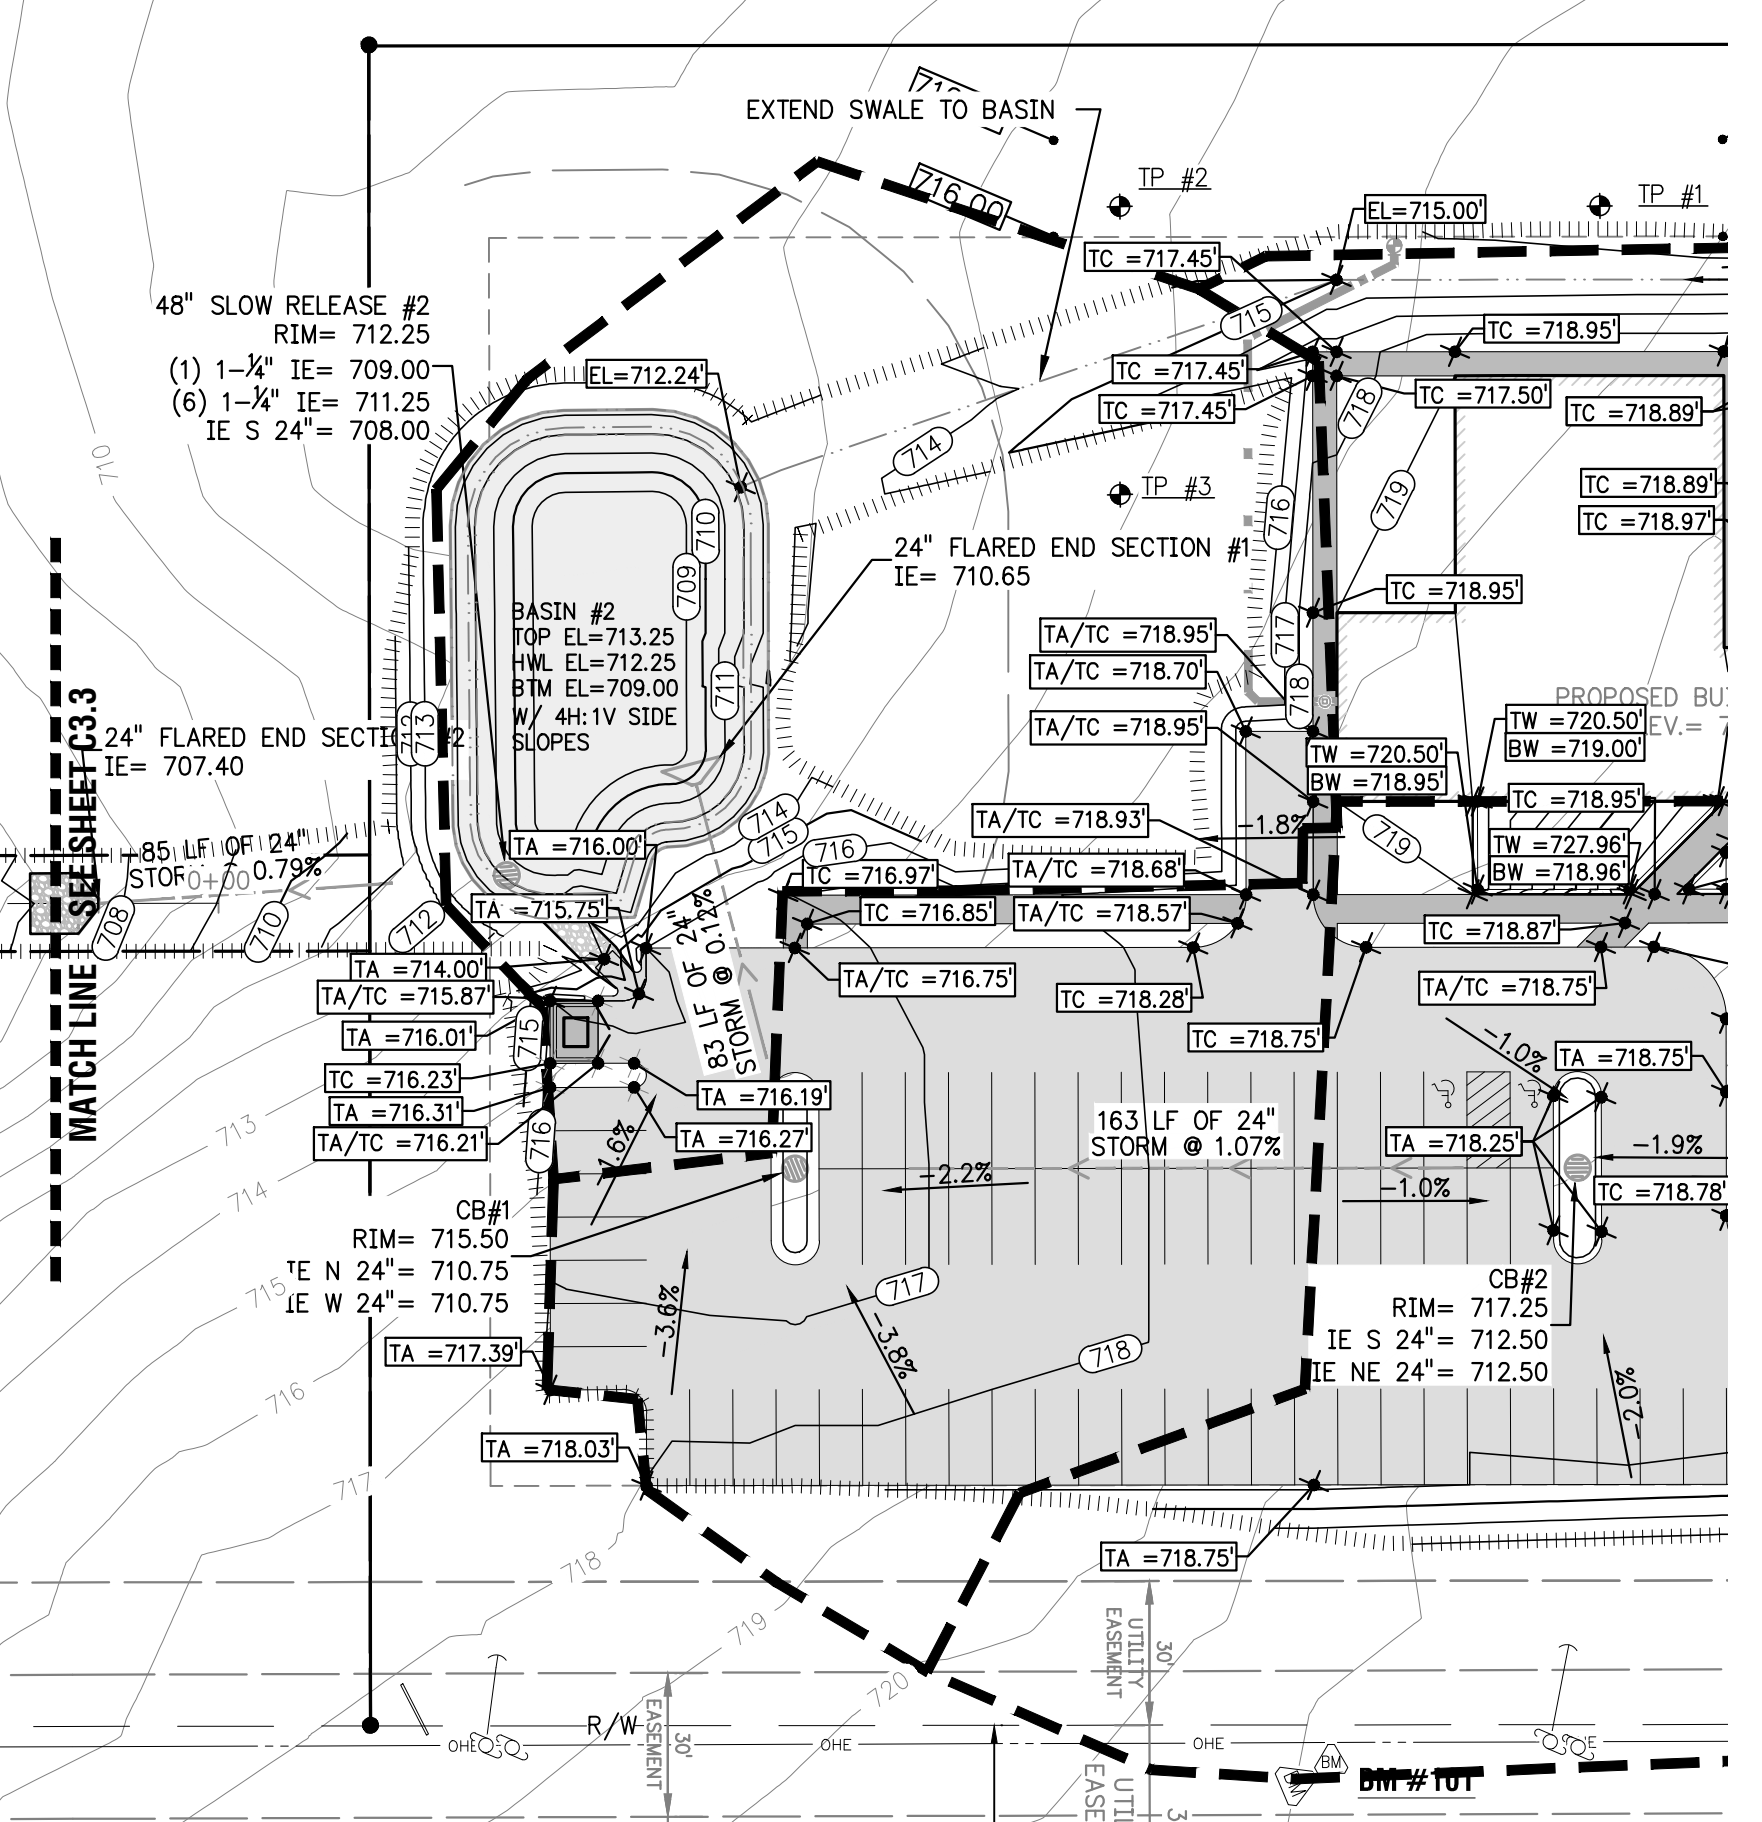 EXTEND SWALE TO BASIN
716.00
TP #2
TP #1
EL=715.00'
TC =717.45'
715
TC =718.95'
48" SLOW RELEASE #2
RIM= 712.25
(1) 1-¼" IE= 709.00
(6) 1-¼" IE= 711.25
IE S 24"= 708.00
EL=712.24'
TC =717.45'
TC =717.45'
718
TC =717.50'
TC =718.89'
710
714
TP #3
716
719
TC =718.89'
TC =718.97'
710
709
24" FLARED END SECTION #1
IE= 710.65
TC =718.95'
BASIN #2
TOP EL=713.25
HWL EL=712.25
BTM EL=709.00
W/ 4H:1V SIDE
SLOPES
711
TA/TC =718.95'
TA/TC =718.70'
TA/TC =718.95'
717
718
PROPOSED
TW =720.50'
BW =719.00'
TW =720.50'
BW =718.95'
TC =718.95'
SEE SHEET C3.3
MATCH LINE
24" FLARED END SECTION #2
IE= 707.40
712
713
714
715
716
TA/TC =718.93'
-1.8%
719
TW =727.96'
BW =718.96'
85 LF OF 24"
0+00
0.79%
TA =716.00'
TC =716.97'
TA/TC =718.68'
TA =715.75'
TC =716.85'
TA/TC =718.57'
TC =718.87'
708
710
712
83 LF OF 24"
STORM @ 0.12%
TA =714.00'
TA/TC =715.87'
TA =716.01'
715
TC =716.23'
TA =716.31'
TA/TC =716.21'
716
TA/TC =716.75'
TC =718.28'
TC =718.75'
TA/TC =718.75'
-1.0%
TA =718.75'
TA =716.19'
TA =716.27'
163 LF OF 24"
STORM @ 1.07%
TA =718.25'
-1.9%
713
714
715
716
717
718
719
720
1.6%
-2.2%
-1.0%
TC =718.78'
CB#1
RIM= 715.50
IE N 24"= 710.75
IE W 24"= 710.75
-3.6%
717
-3.8%
718
CB#2
RIM= 717.25
IE S 24"= 712.50
IE NE 24"= 712.50
TA =717.39'
-2.0%
TA =718.03'
TA =718.75'
30'
UTILITY
EASEMENT
30'
EASEMENT
R/W
OHE
OHE
OHE
BM
BM #101